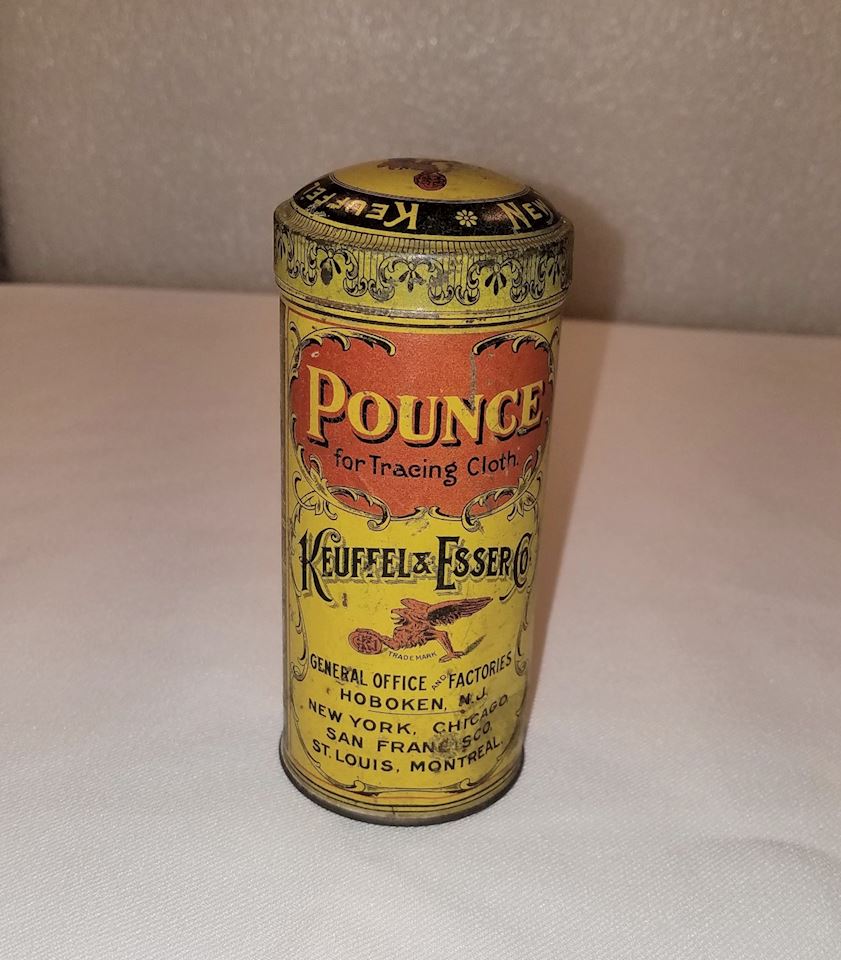 KEUFFEL
NEW
POUNCE
for Tracing Cloth.
KEUFFEL & ESSER CO.
TRADE MARK
GENERAL OFFICE AND FACTORIES
HOBOKEN, N.J.
NEW YORK, CHICAGO,
SAN FRANCISCO,
ST. LOUIS, MONTREAL.